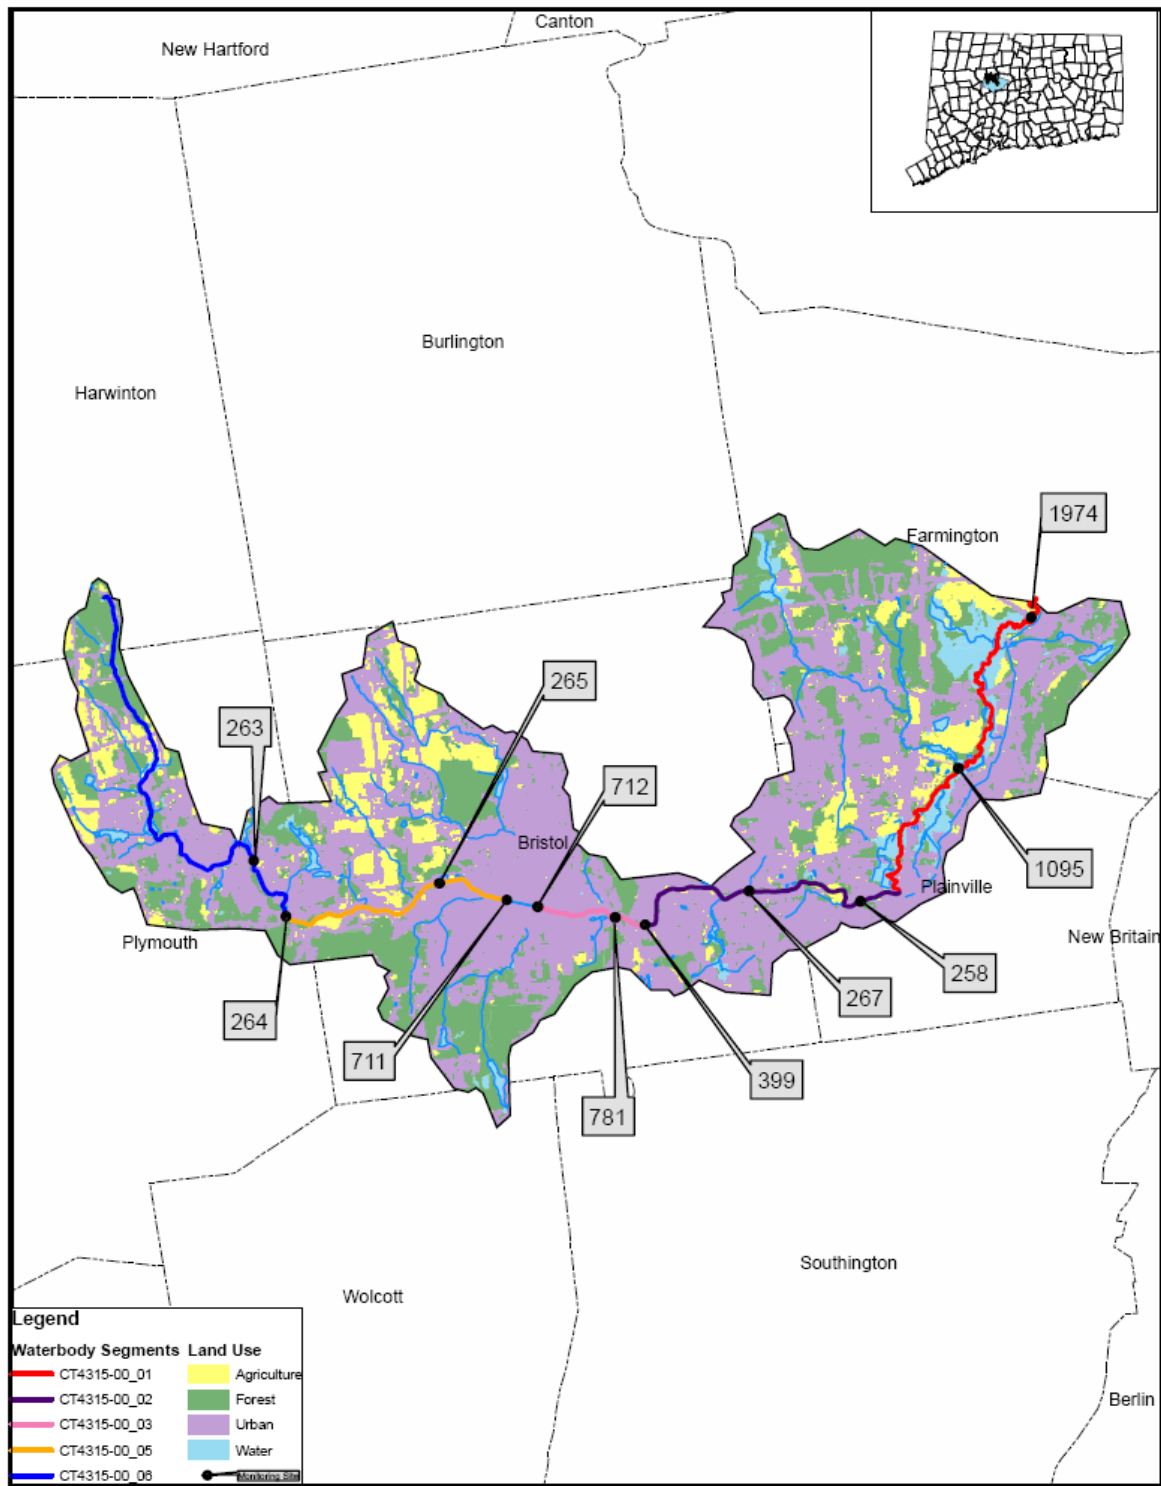 Canton
New Hartford
Burlington
Harwinton
1974
Farmington
265
263
712
Bristol
1095
Plainville
Plymouth
New Britain
258
267
264
711
399
781
Southington
Wolcott
Berlin
Legend
Waterbody Segments Land Use
CT4315-00_01 Agriculture
CT4315-00_02 Forest
CT4315-00_03 Urban
CT4315-00_05 Water
CT4315-00_06 Monitoring Site